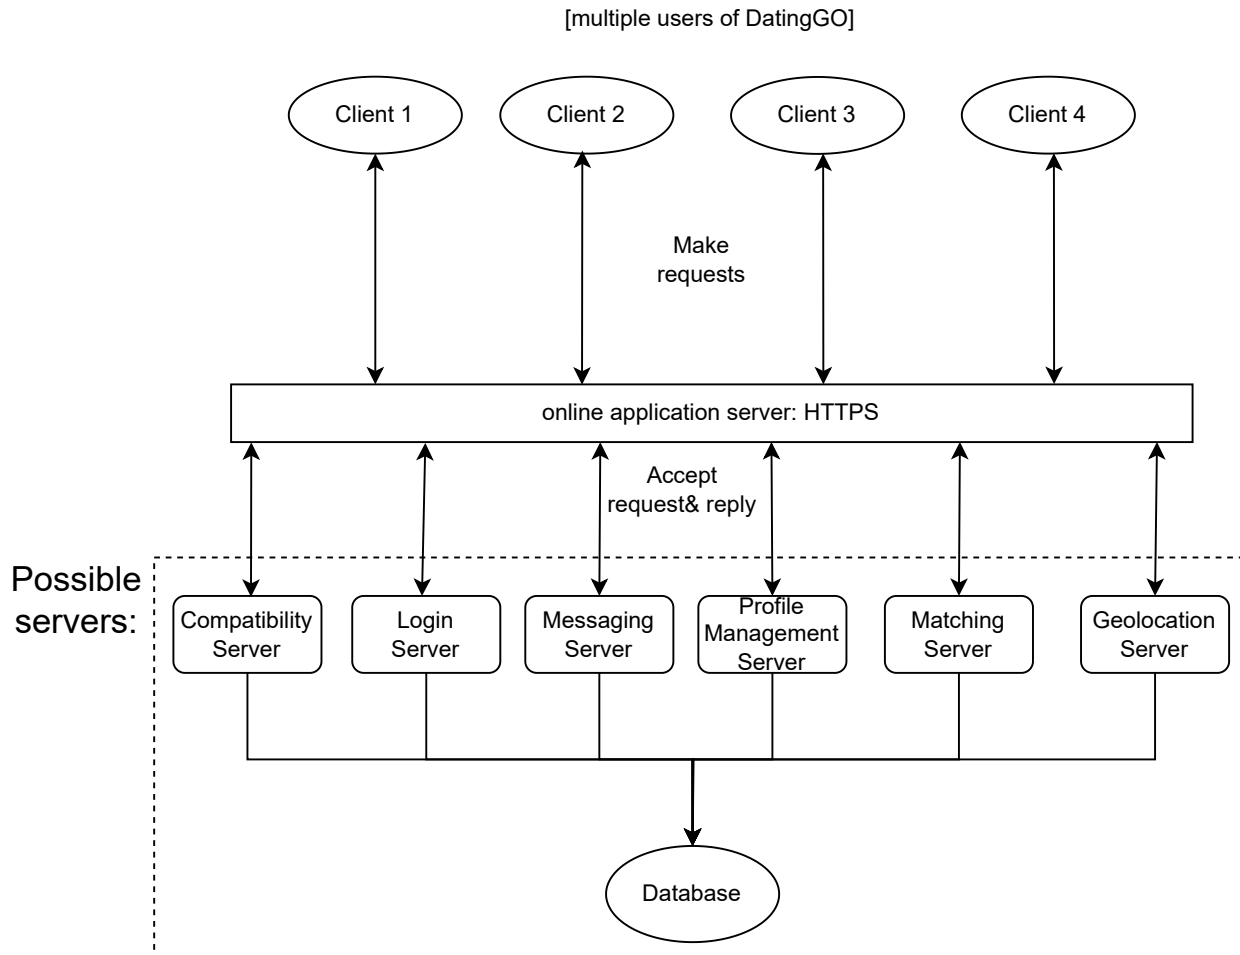 [multiple users of DatingGO]
Client 1
Client 2
Client 3
Client 4
Make
requests
online application server: HTTPS
Accept
request& reply
Possible
servers:
Compatibility
Server
Login
Server
Messaging
Server
Profile
Management
Server
Matching
Server
Geolocation
Server
Database